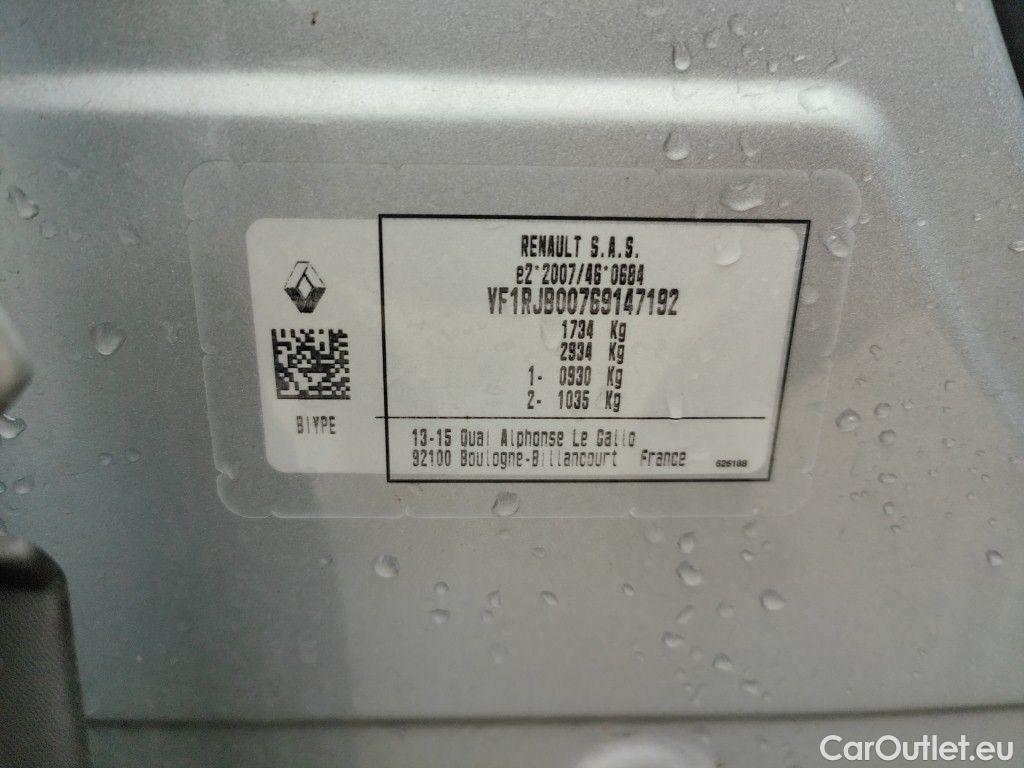 RENAULT S.A.S.
e2*2007/46*0684
VF1RJB00769147192
1734 Kg
2934 Kg
1- 0930 Kg
2- 1035 Kg
BIVPE
13-15 Quai Alphonse Le Gallo
92100 Boulogne-Billancourt France
626188
CarOutlet.eu